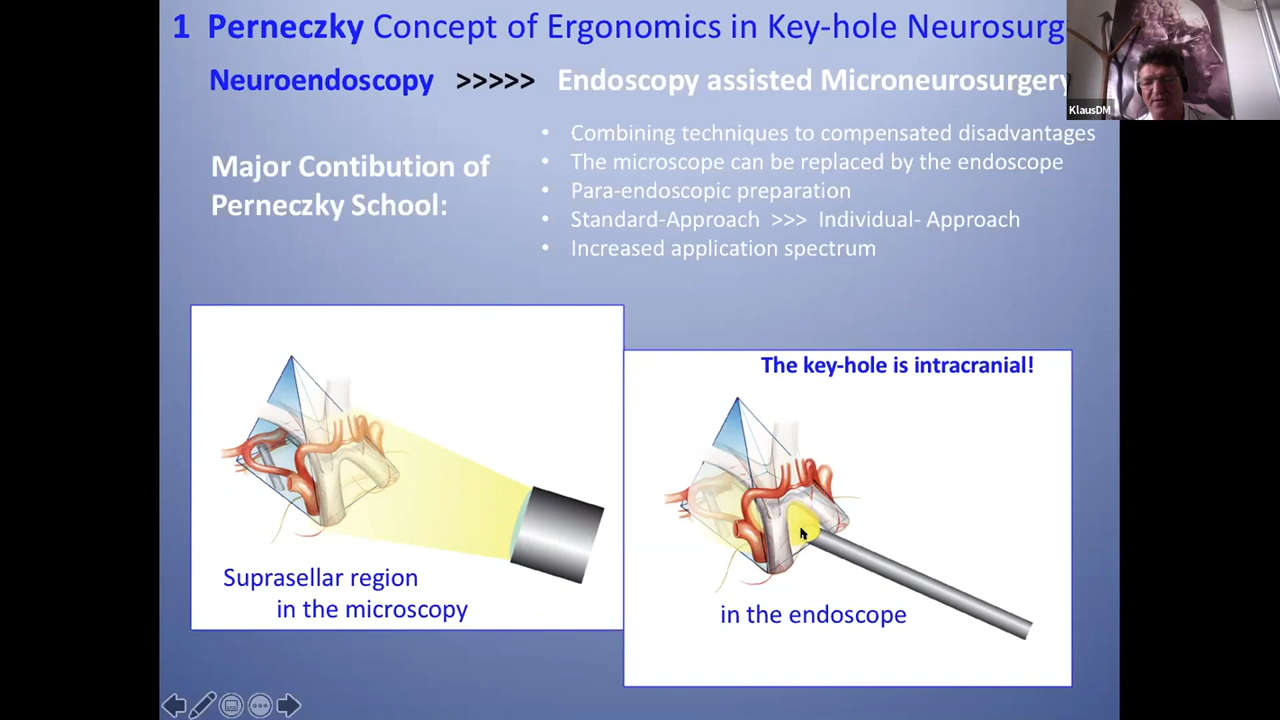 1 Perneczky Concept of Ergonomics in Key-hole Neurosurg
Neuroendoscopy >>>>> Endoscopy assisted Microneurosurgery
KlausDM
Major Contibution of
Perneczky School:
• Combining techniques to compensated disadvantages
• The microscope can be replaced by the endoscope
• Para-endoscopic preparation
• Standard-Approach >>> Individual- Approach
• Increased application spectrum
Suprasellar region
in the microscopy
The key-hole is intracranial!
in the endoscope